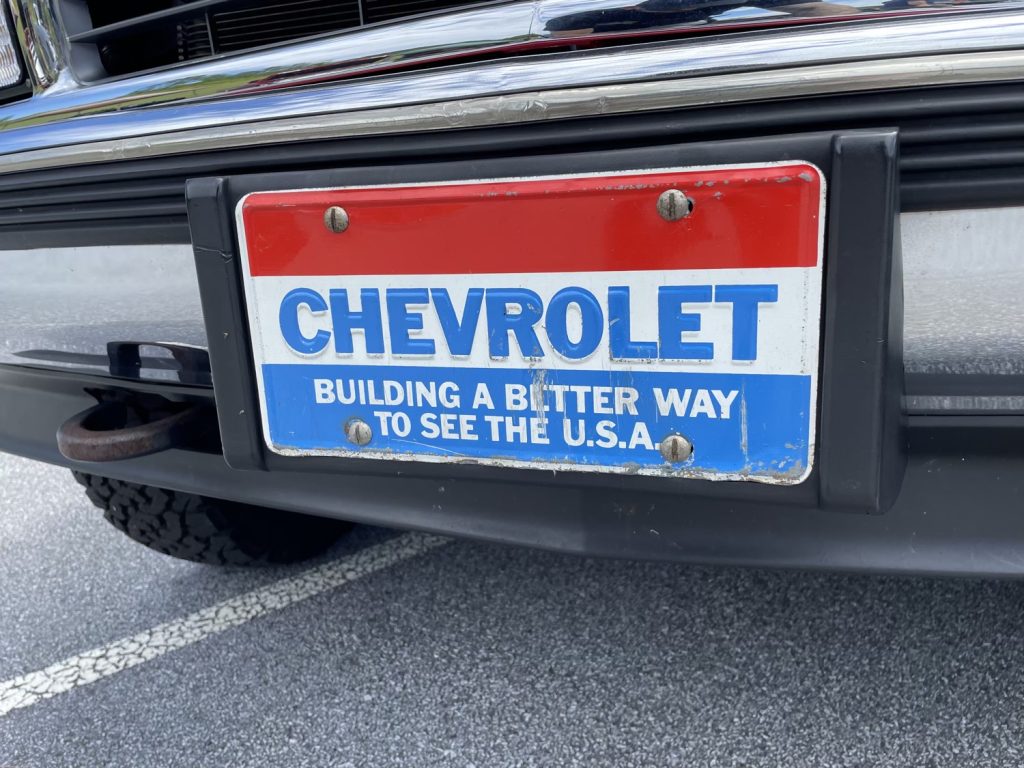 CHEVROLET
BUILDING A BETTER WAY
TO SEE THE U.S.A.